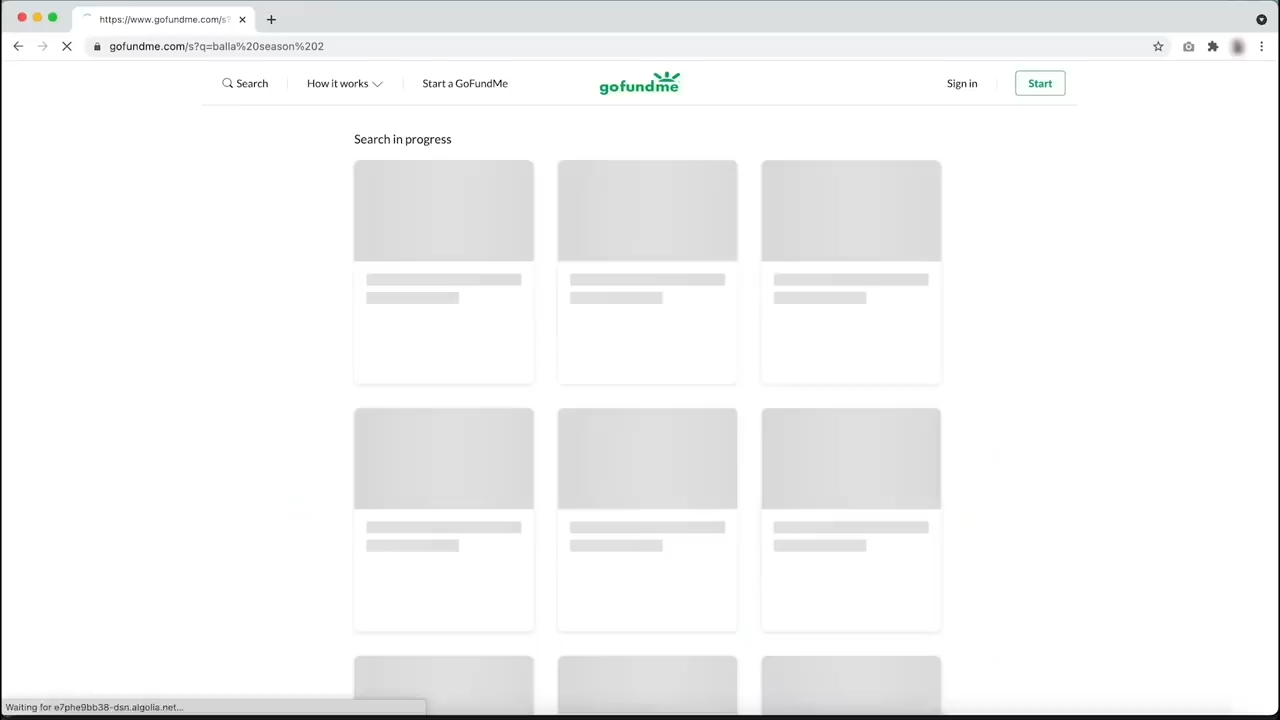 https://www.gofundme.com/s?
gofundme.com/s?q=balla%20season%202
Search
How it works
Start a GoFundMe
gofundme
Sign in
Start
Search in progress
Waiting for e7phe9bb38-dsn.algolia.net...